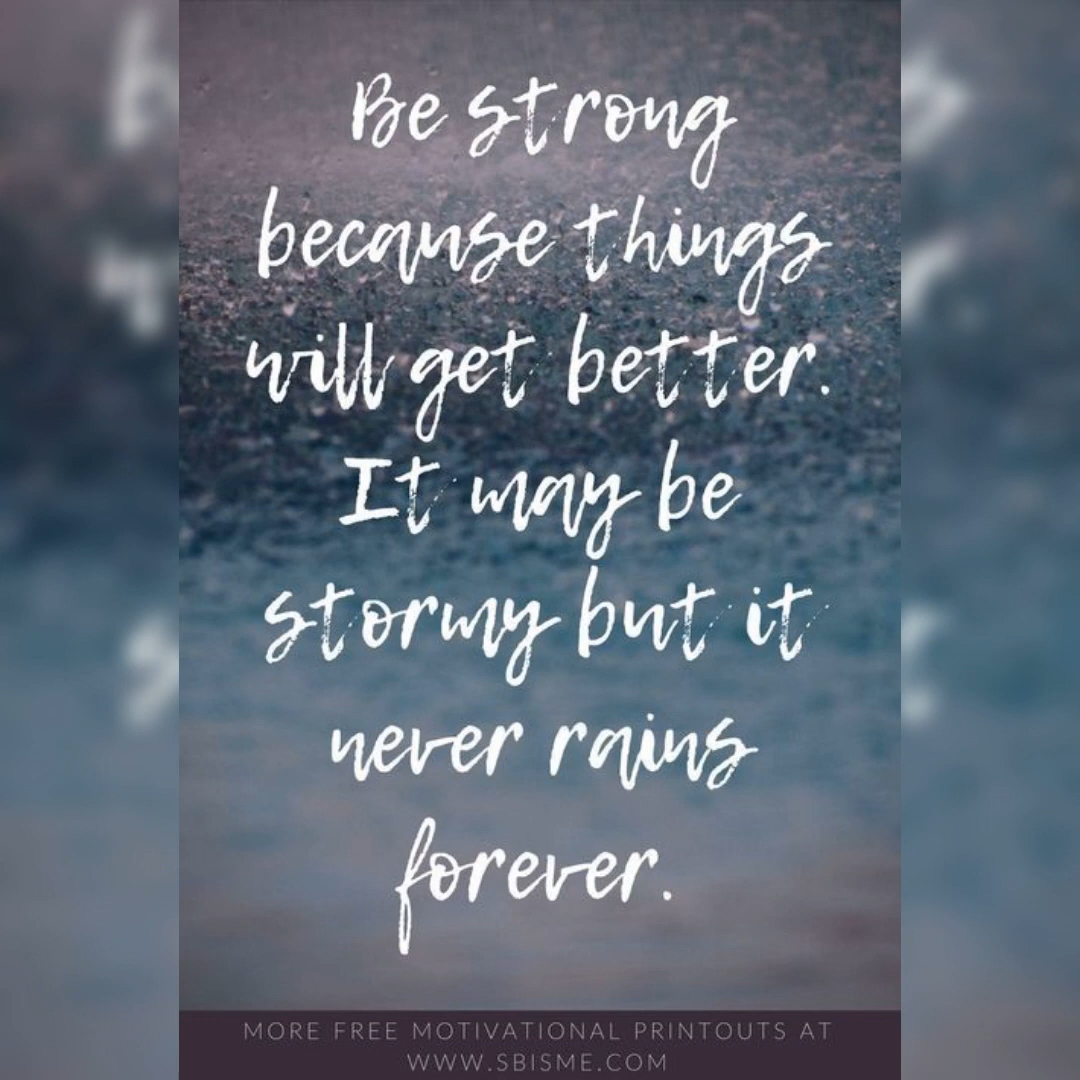 Be strong
because things
will get better.
It may be
stormy but it
never rains
forever.
MORE FREE MOTIVATIONAL PRINTOUTS AT
WWW.SBISME.COM